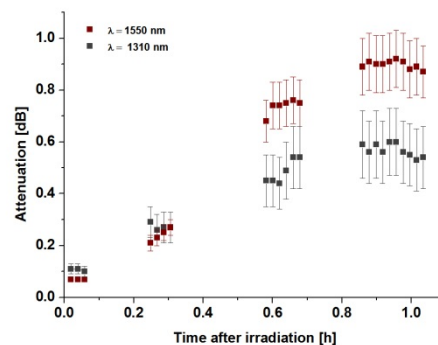 λ = 1550 nm
λ = 1310 nm
Attenuation [dB]
1.0
0.8
0.6
0.4
0.2
0.0
0.0 0.2 0.4 0.6 0.8 1.0
Time after irradiation [h]